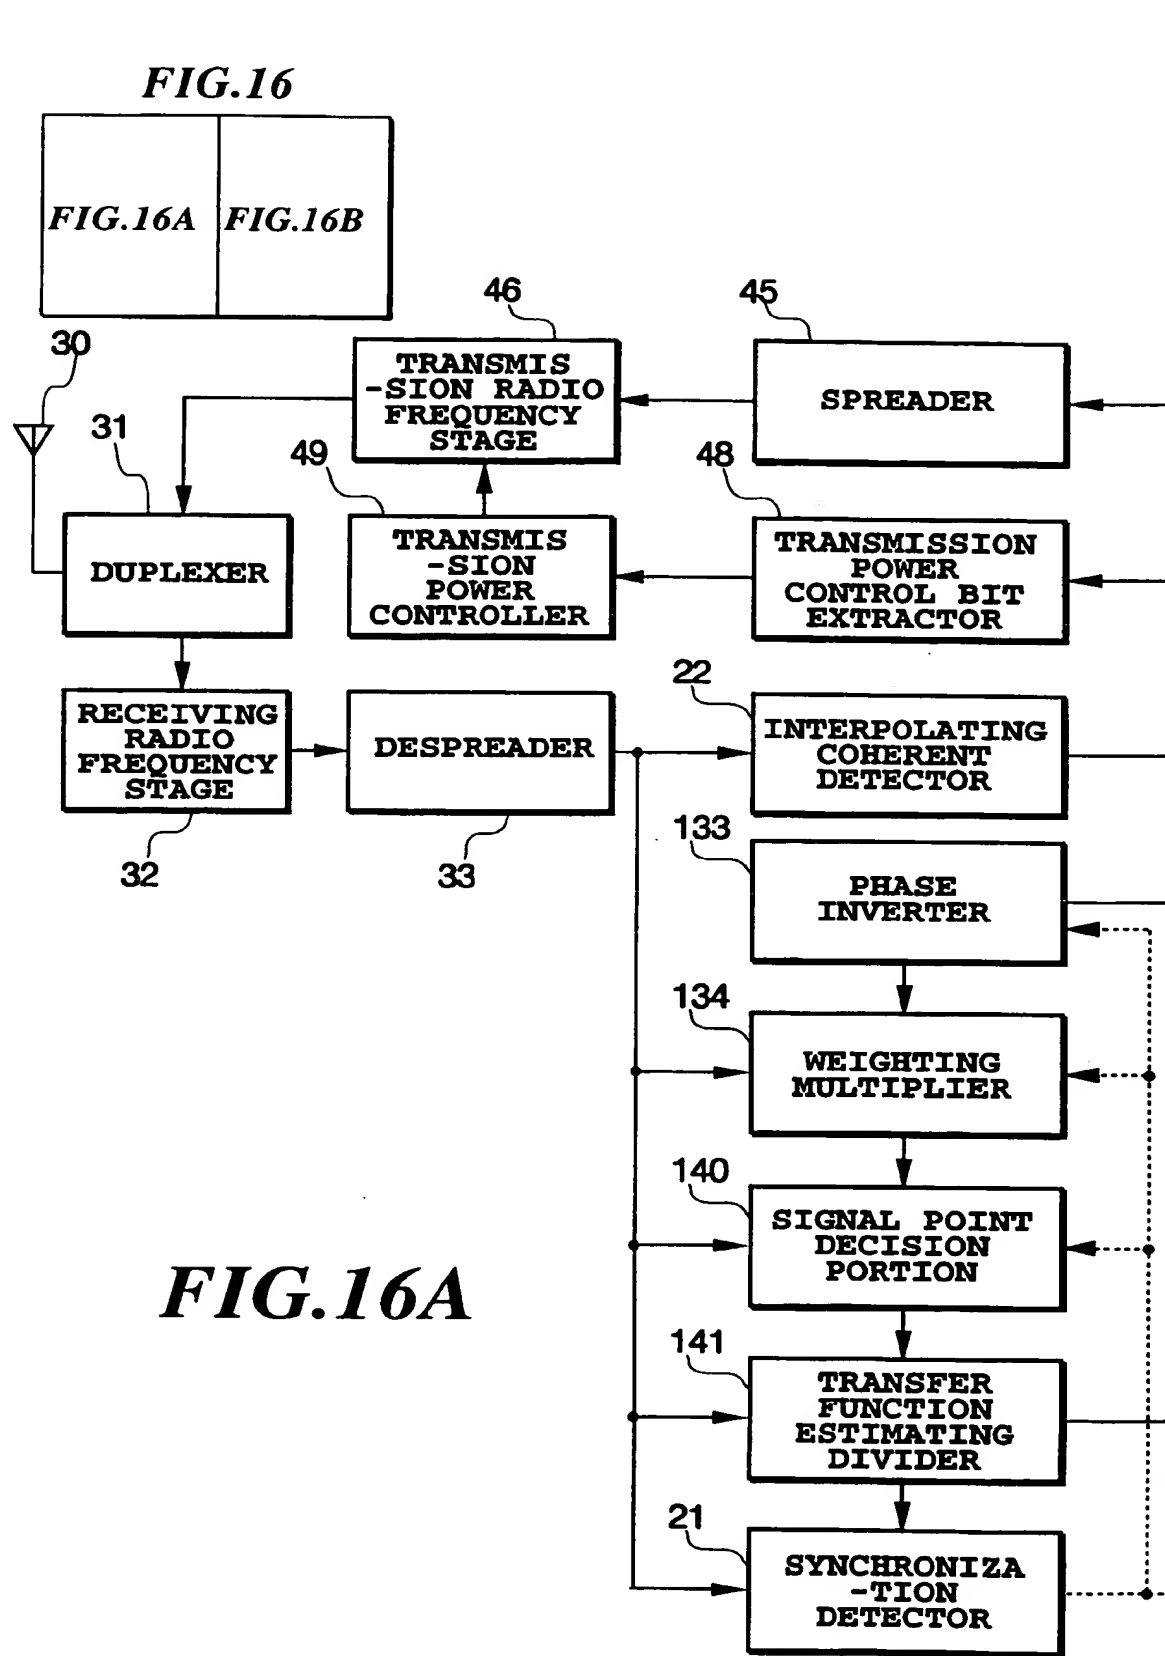 FIG.16
FIG.16A
FIG.16B
30
46
45
TRANSMIS
-SION RADIO
FREQUENCY
STAGE
SPREADER
31
49
48
DUPLEXER
TRANSMIS
-SION
POWER
CONTROLLER
TRANSMISSION
POWER
CONTROL BIT
EXTRACTOR
22
RECEIVING
RADIO
FREQUENCY
STAGE
DESPREADER
INTERPOLATING
COHERENT
DETECTOR
32
33
133
PHASE
INVERTER
134
WEIGHTING
MULTIPLIER
140
SIGNAL POINT
DECISION
PORTION
FIG.16A
141
TRANSFER
FUNCTION
ESTIMATING
DIVIDER
21
SYNCHRONIZA
-TION
DETECTOR